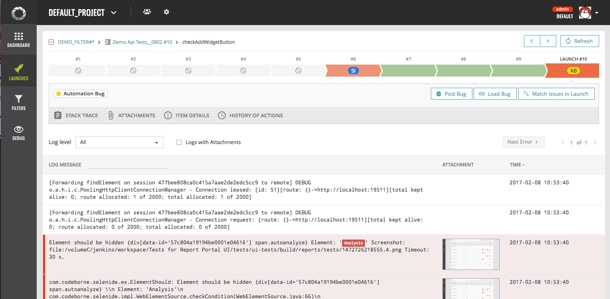 DEFAULT_PROJECT
admin
DEFAULT
DASHBOARD
LAUNCHES
FILTERS
DEBUG
DEMO_FILTER#* > Demo Api Tests_0802 #10 > checkAddWidgetButton
Refresh
#1 #2 #3 #4 #5 #6 #7 #8 #9 LAUNCH #10
SI AB
Automation Bug
Post Bug Load Bug Match Issues in Launch
STACK TRACE ATTACHMENTS ITEM DETAILS HISTORY OF ACTIONS
Log level All Logs with Attachments Next Error > 1 of 1
LOG MESSAGE ATTACHMENT TIME
[Forwarding findElement on session 477bee808ca0c415a7aae2de2edc5cc9 to remote] DEBUG
o.a.h.i.c.PoolingHttpClientConnectionManager - Connection leased: [id: 51][route: {}->http://localhost:19511][total kept
alive: 0; route allocated: 1 of 2000; total allocated: 1 of 2000]
2017-02-08 10:53:40
[Forwarding findElement on session 477bee808ca0c415a7aae2de2edc5cc9 to remote] DEBUG
o.a.h.i.c.PoolingHttpClientConnectionManager - Connection request: [route: {}->http://localhost:19511][total kept
alive: 0; route allocated: 0 of 2000; total allocated: 0 of 2000]
2017-02-08 10:53:40
Element should be hidden {div[data-id='57c804a19194be0001e04616'] span.autoanalyze} Element: 'Analysis' Screenshot:
file:/volumeC/jenkins/workspace/Tests for Report Portal UI/tests/ui-tests/build/reports/tests/1472726218555.4.png Timeout:
30 s.
2017-02-08 10:53:40
com.codeborne.selenide.ex.ElementShould: Element should be hidden {div[data-id='57c804a19194be0001e04616']
span.autoanalyze} \\n Element: 'Analysis'\n
com.codeborne.selenide.impl.WebElementSource.checkCondition(WebElementSource.java:66)\n
2017-02-08 10:53:40